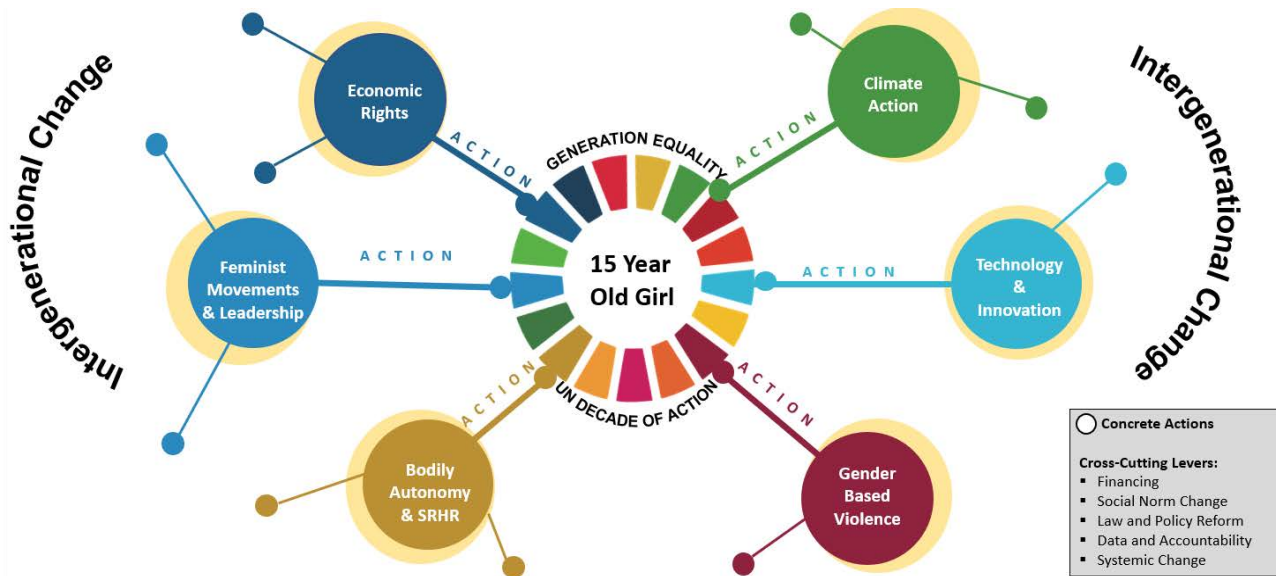 Intergenerational Change
Economic
Rights
ACTION
Feminist
Movements
& Leadership
ACTION
Bodily
Autonomy
& SRHR
ACTION
GENERATION EQUALITY
15 Year
Old Girl
UN DECADE OF ACTION
Climate
Action
ACTION
Technology
&
Innovation
ACTION
Gender
Based
Violence
ACTION
Intergenerational Change
Concrete Actions
Cross-Cutting Levers:
▪ Financing
▪ Social Norm Change
▪ Law and Policy Reform
▪ Data and Accountability
▪ Systemic Change